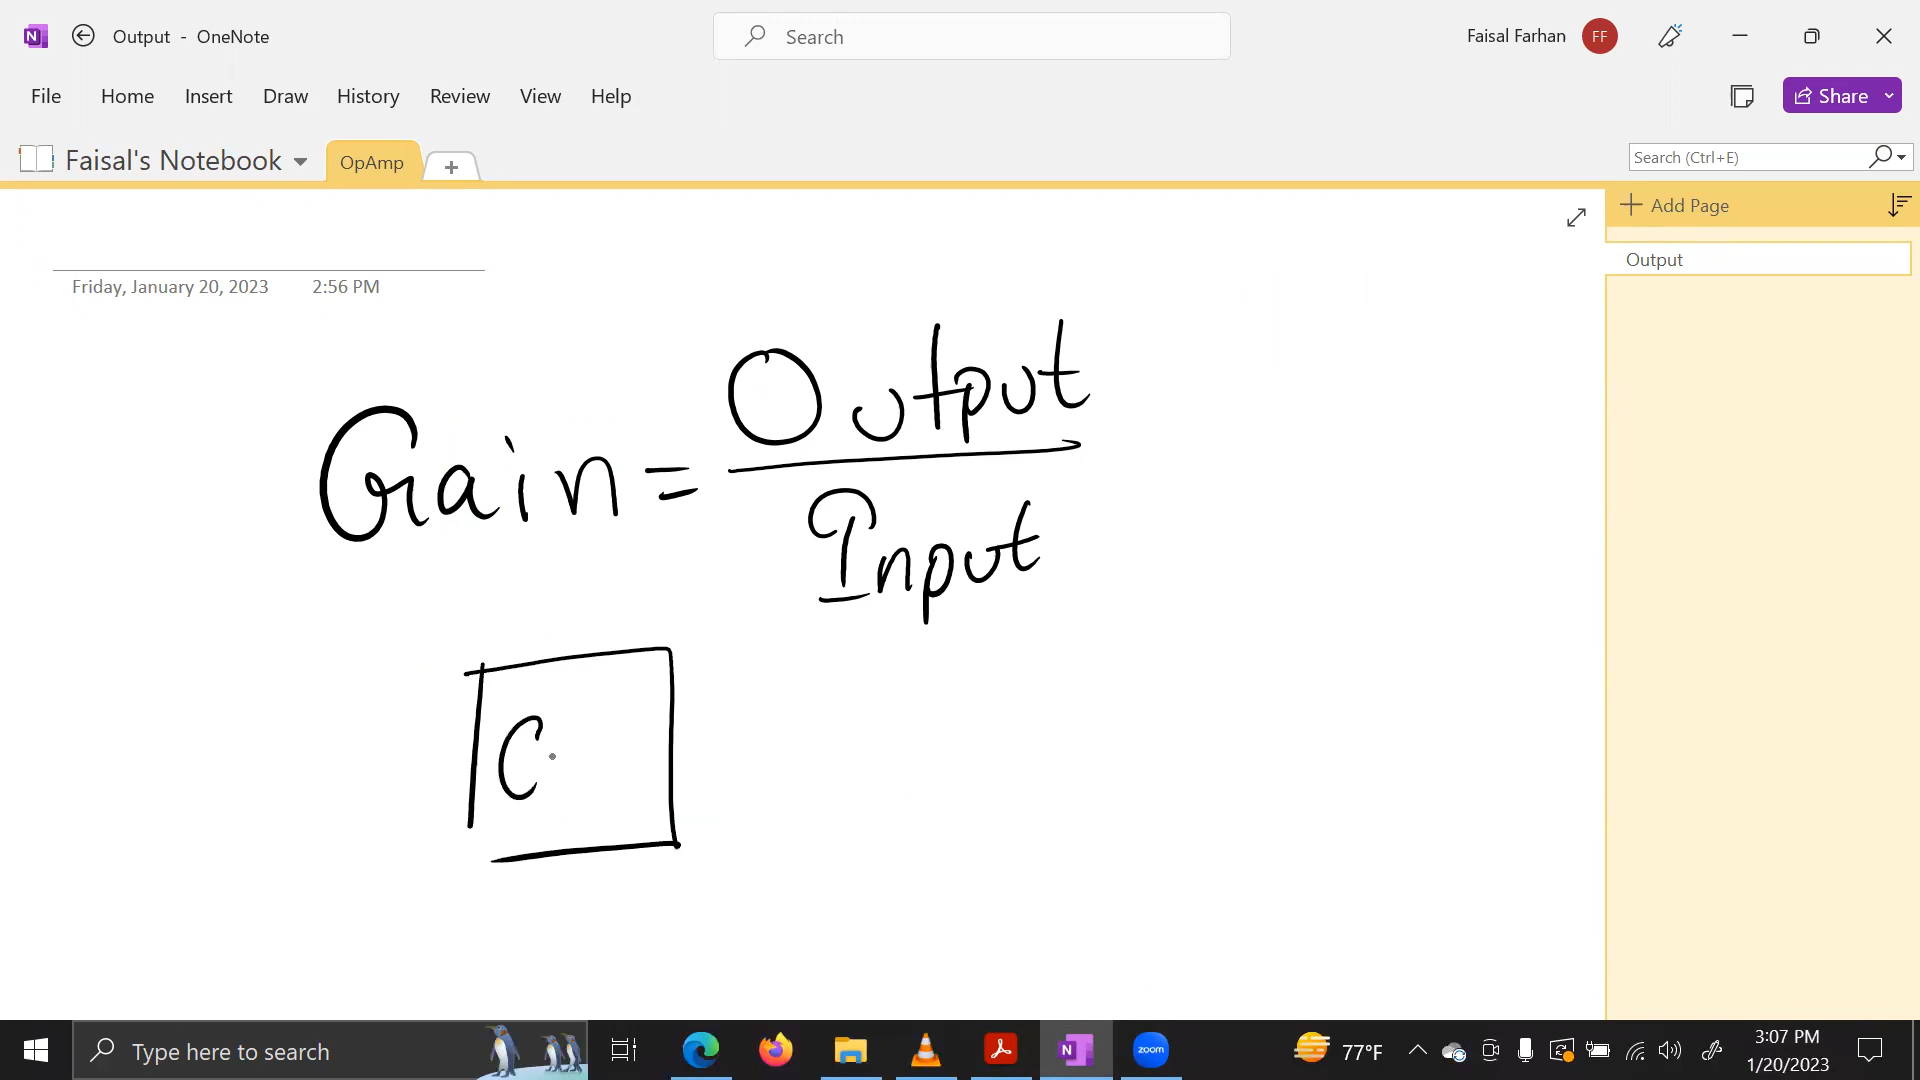 Output - OneNote
Search
Faisal Farhan
FF
File Home Insert Draw History Review View Help
Share
Faisal's Notebook
OpAmp
+
Search (Ctrl+E)
Add Page
Output
Friday, January 20, 2023 2:56 PM
Gain = Output
Input
C
Type here to search
zoom
77°F
3:07 PM
1/20/2023